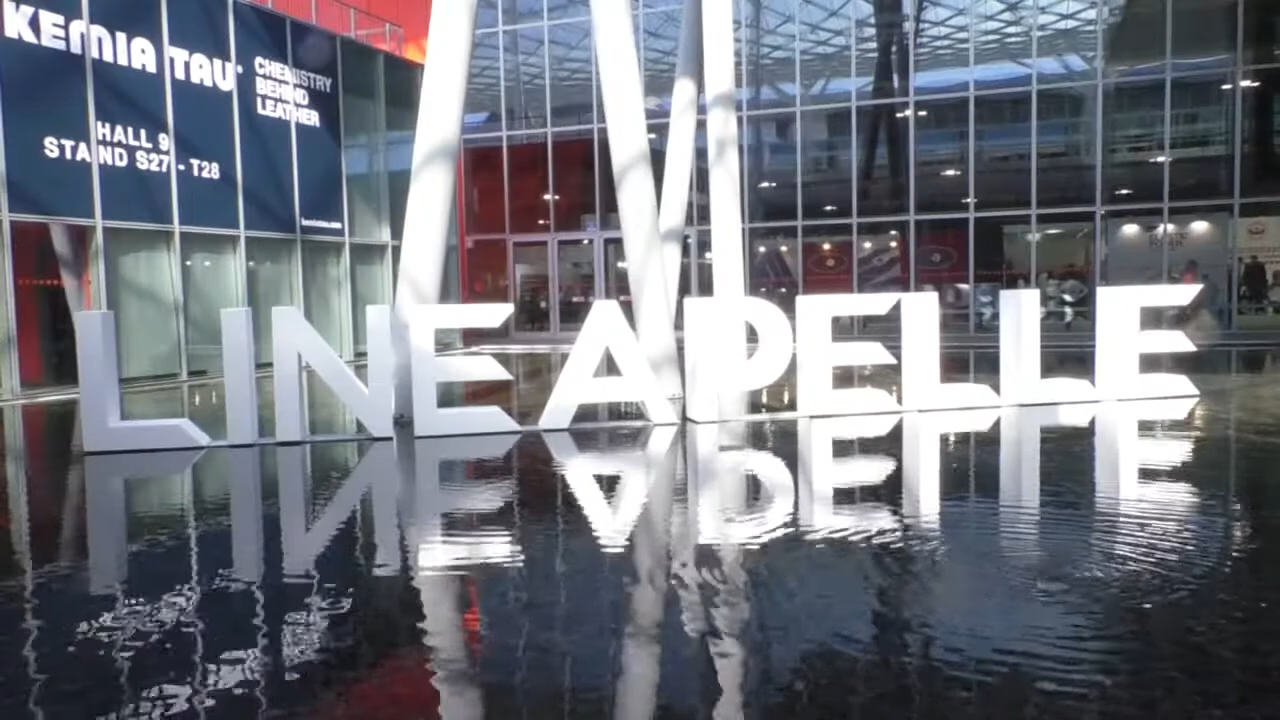 KEMIA TAU
CHEMISTRY
BEHIND
LEATHER
HALL 9
STAND S27 - T28
LINEAPELLE